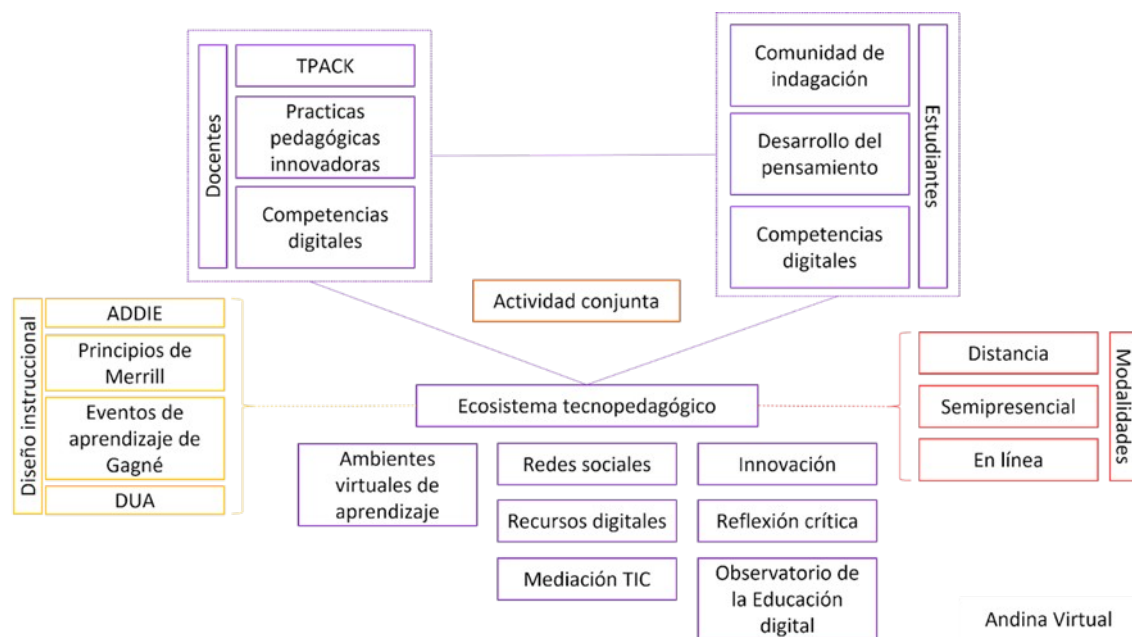 Docentes
TPACK
Practicas
pedagógicas
innovadoras
Competencias
digitales
Comunidad de
indagación
Desarrollo del
pensamiento
Competencias
digitales
Estudiantes
Actividad conjunta
Diseño instruccional
ADDIE
Principios de
Merrill
Eventos de
aprendizaje de
Gagné
DUA
Ecosistema tecnopedagógico
Distancia
Semipresencial
En línea
Modalidades
Ambientes
virtuales de
aprendizaje
Redes sociales
Recursos digitales
Mediación TIC
Innovación
Reflexión crítica
Observatorio de
la Educación
digital
Andina Virtual